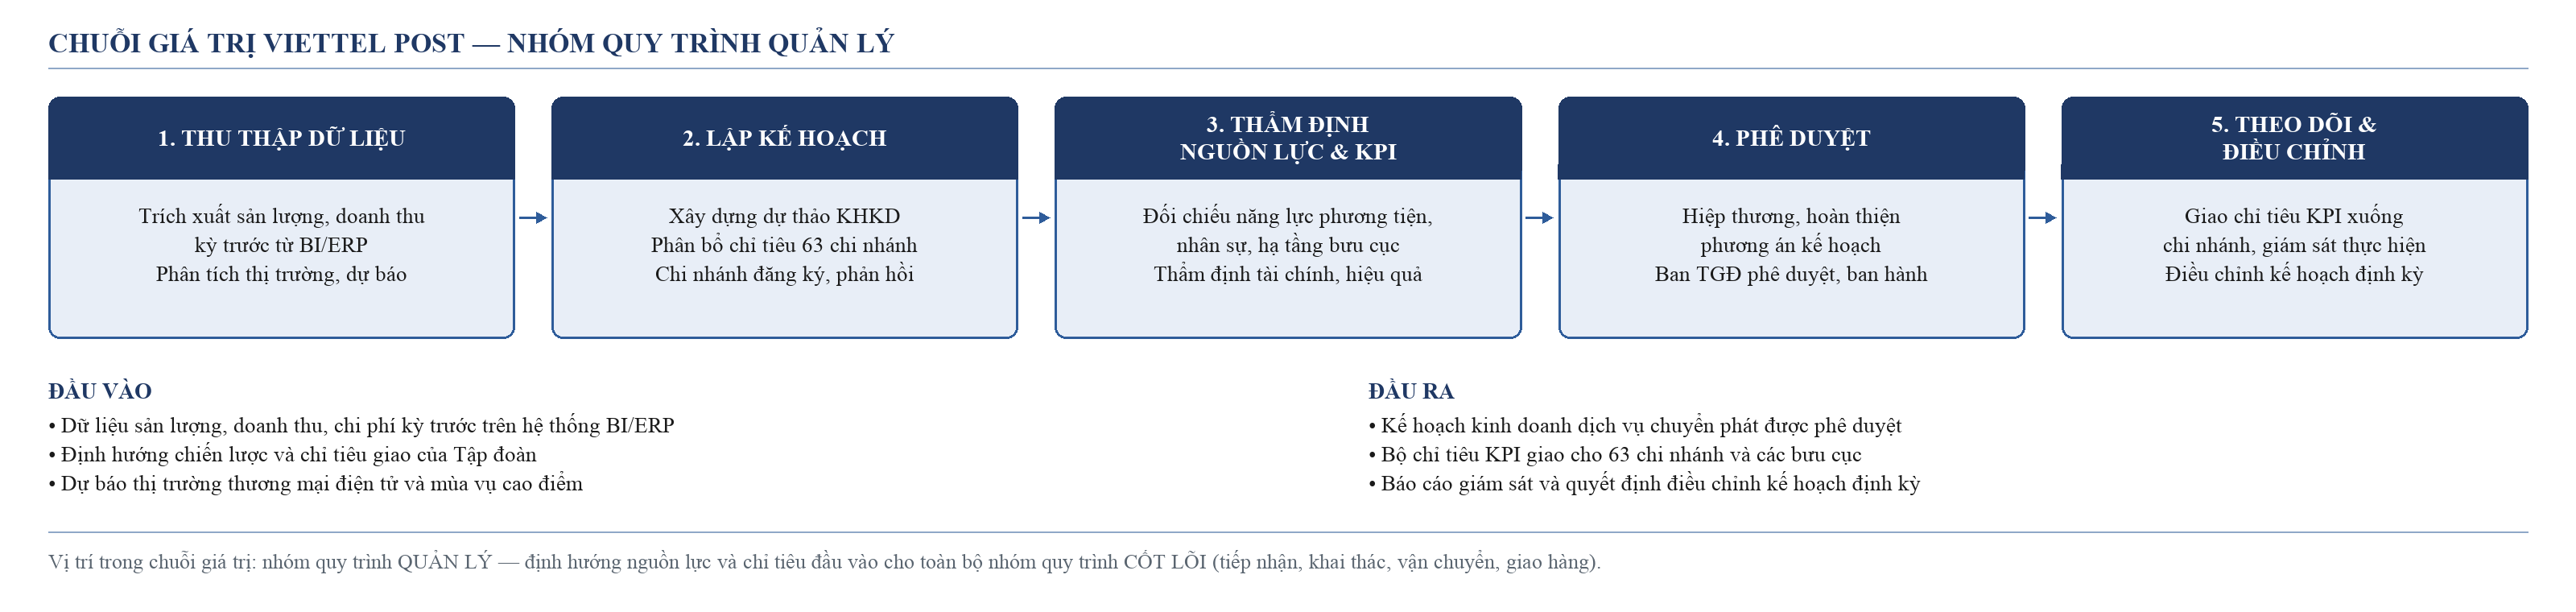 CHUỖI GIÁ TRỊ VIETTEL POST — NHÓM QUY TRÌNH QUẢN LÝ
1. THU THẬP DỮ LIỆU
Trích xuất sản lượng, doanh thu
kỳ trước từ BI/ERP
Phân tích thị trường, dự báo
2. LẬP KẾ HOẠCH
Xây dựng dự thảo KHKD
Phân bổ chỉ tiêu 63 chi nhánh
Chi nhánh đăng ký, phản hồi
3. THẨM ĐỊNH
NGUỒN LỰC & KPI
Đối chiếu năng lực phương tiện,
nhân sự, hạ tầng bưu cục
Thẩm định tài chính, hiệu quả
4. PHÊ DUYỆT
Hiệp thương, hoàn thiện
phương án kế hoạch
Ban TGĐ phê duyệt, ban hành
5. THEO DÕI &
ĐIỀU CHỈNH
Giao chỉ tiêu KPI xuống
chi nhánh, giám sát thực hiện
Điều chỉnh kế hoạch định kỳ
ĐẦU VÀO
• Dữ liệu sản lượng, doanh thu, chi phí kỳ trước trên hệ thống BI/ERP
• Định hướng chiến lược và chỉ tiêu giao của Tập đoàn
• Dự báo thị trường thương mại điện tử và mùa vụ cao điểm
ĐẦU RA
• Kế hoạch kinh doanh dịch vụ chuyển phát được phê duyệt
• Bộ chỉ tiêu KPI giao cho 63 chi nhánh và các bưu cục
• Báo cáo giám sát và quyết định điều chỉnh kế hoạch định kỳ
Vị trí trong chuỗi giá trị: nhóm quy trình QUẢN LÝ — định hướng nguồn lực và chỉ tiêu đầu vào cho toàn bộ nhóm quy trình CỐT LÕI (tiếp nhận, khai thác, vận chuyển, giao hàng).